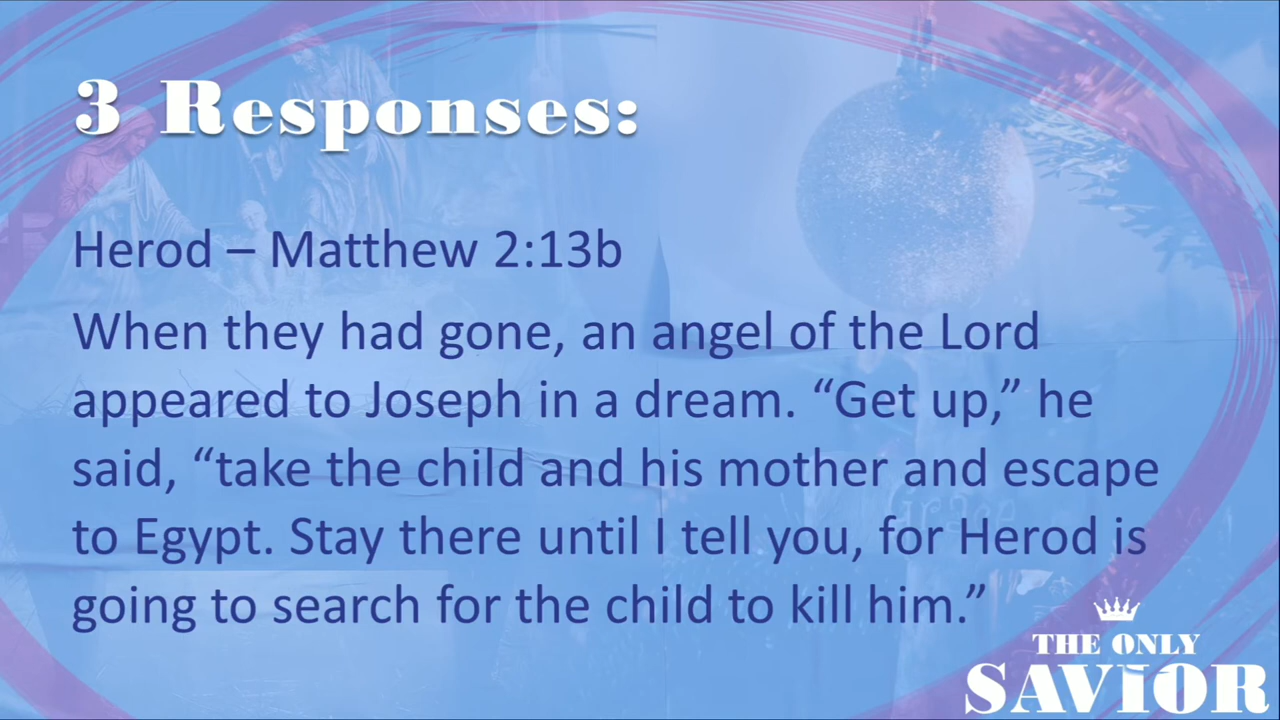 3 Responses:
Herod – Matthew 2:13b
When they had gone, an angel of the Lord
appeared to Joseph in a dream. “Get up,” he
said, “take the child and his mother and escape
to Egypt. Stay there until I tell you, for Herod is
going to search for the child to kill him.”
THE ONLY
SAVIOR